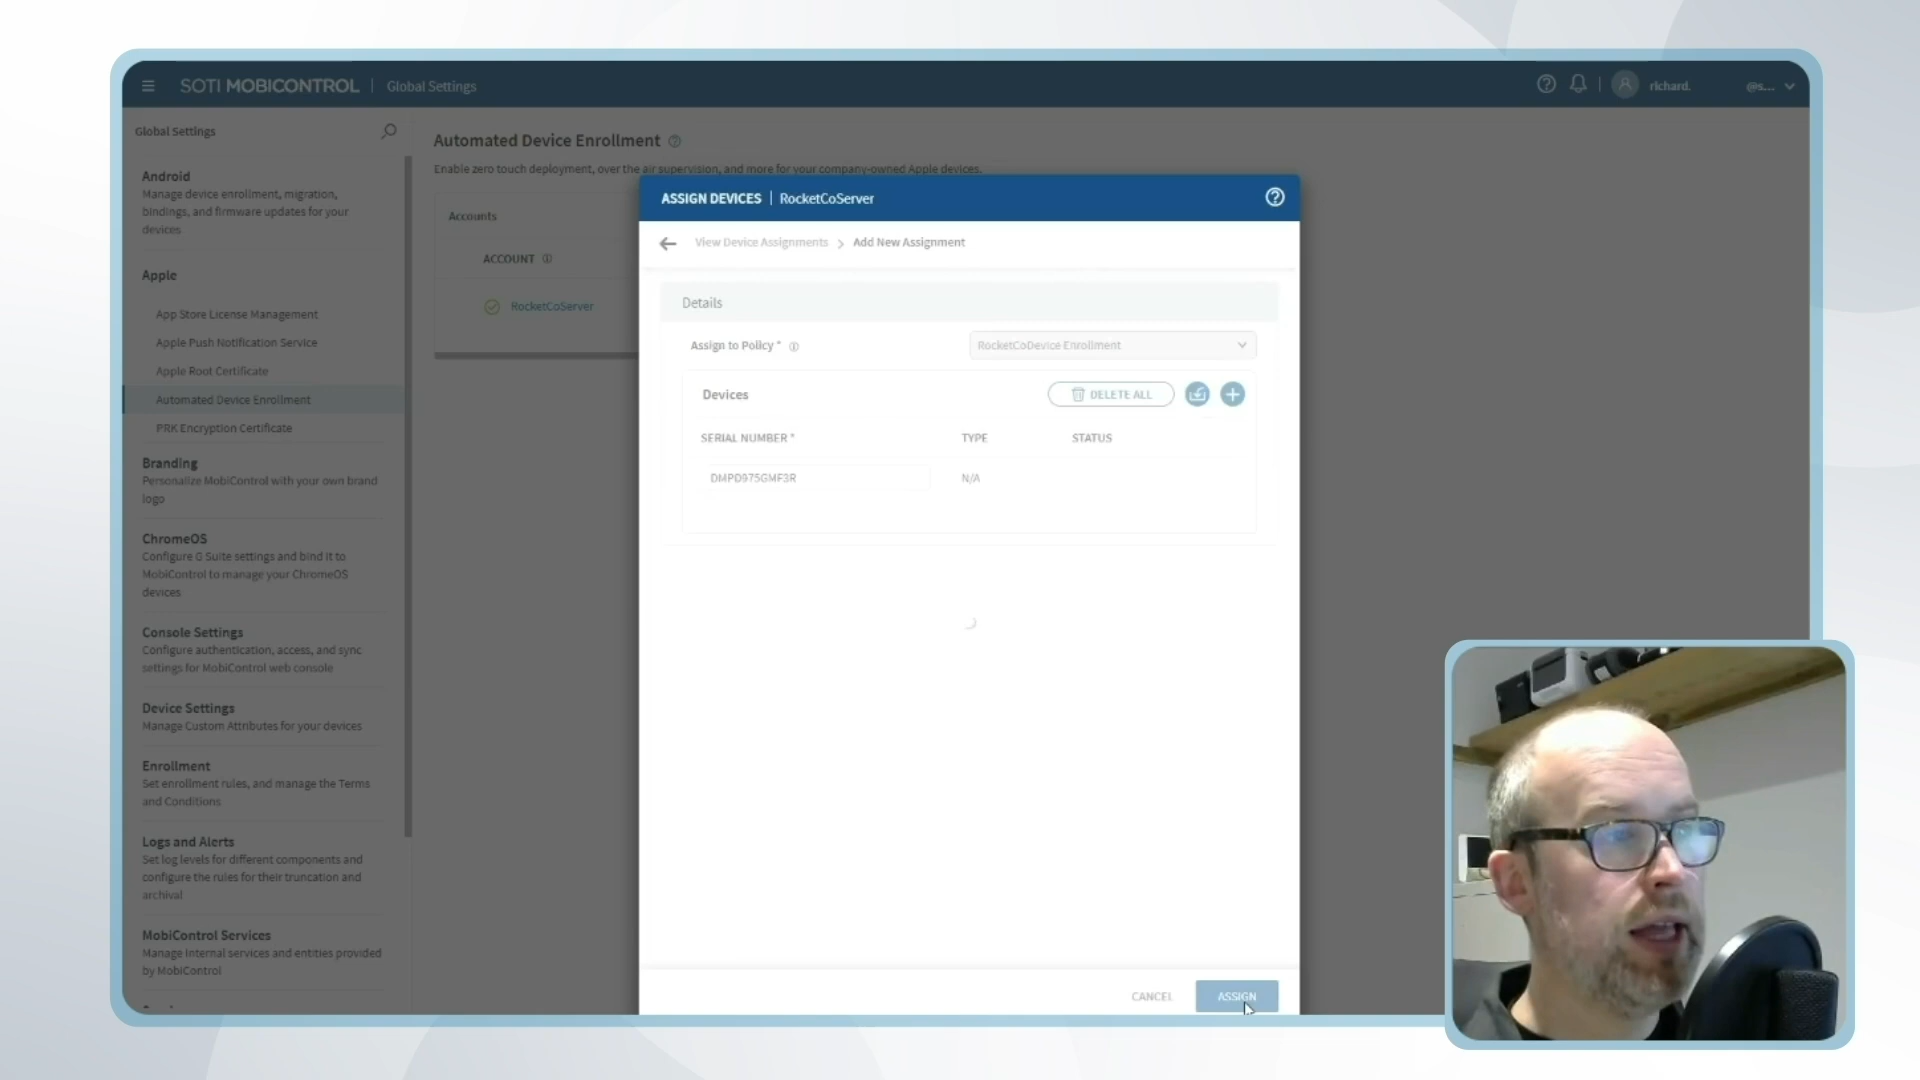 SOTI MOBICONTROL | Global Settings
richard. @s...
Global Settings
Android
Manage device enrollment, migration,
bindings, and firmware updates for your
devices
Apple
App Store License Management
Apple Push Notification Service
Apple Root Certificate
Automated Device Enrollment
PRK Encryption Certificate
Branding
Personalize MobiControl with your own brand
logo
ChromeOS
Configure G Suite settings and bind it to
MobiControl to manage your ChromeOS
devices
Console Settings
Configure authentication, access, and sync
settings for MobiControl web console
Device Settings
Manage Custom Attributes for your devices
Enrollment
Set enrollment rules, and manage the Terms
and Conditions
Logs and Alerts
Set log levels for different components and
configure the rules for their truncation and
archival
MobiControl Services
Manage internal services and entities provided
by MobiControl
Automated Device Enrollment
Enable zero touch deployment, over the air supervision, and more for your company-owned Apple devices.
Accounts
ACCOUNT
RocketCoServer
ASSIGN DEVICES | RocketCoServer
View Device Assignments > Add New Assignment
Details
Assign to Policy * RocketCoDevice Enrollment
Devices DELETE ALL
SERIAL NUMBER * TYPE STATUS
DMPD975GMF3R N/A
CANCEL ASSIGN